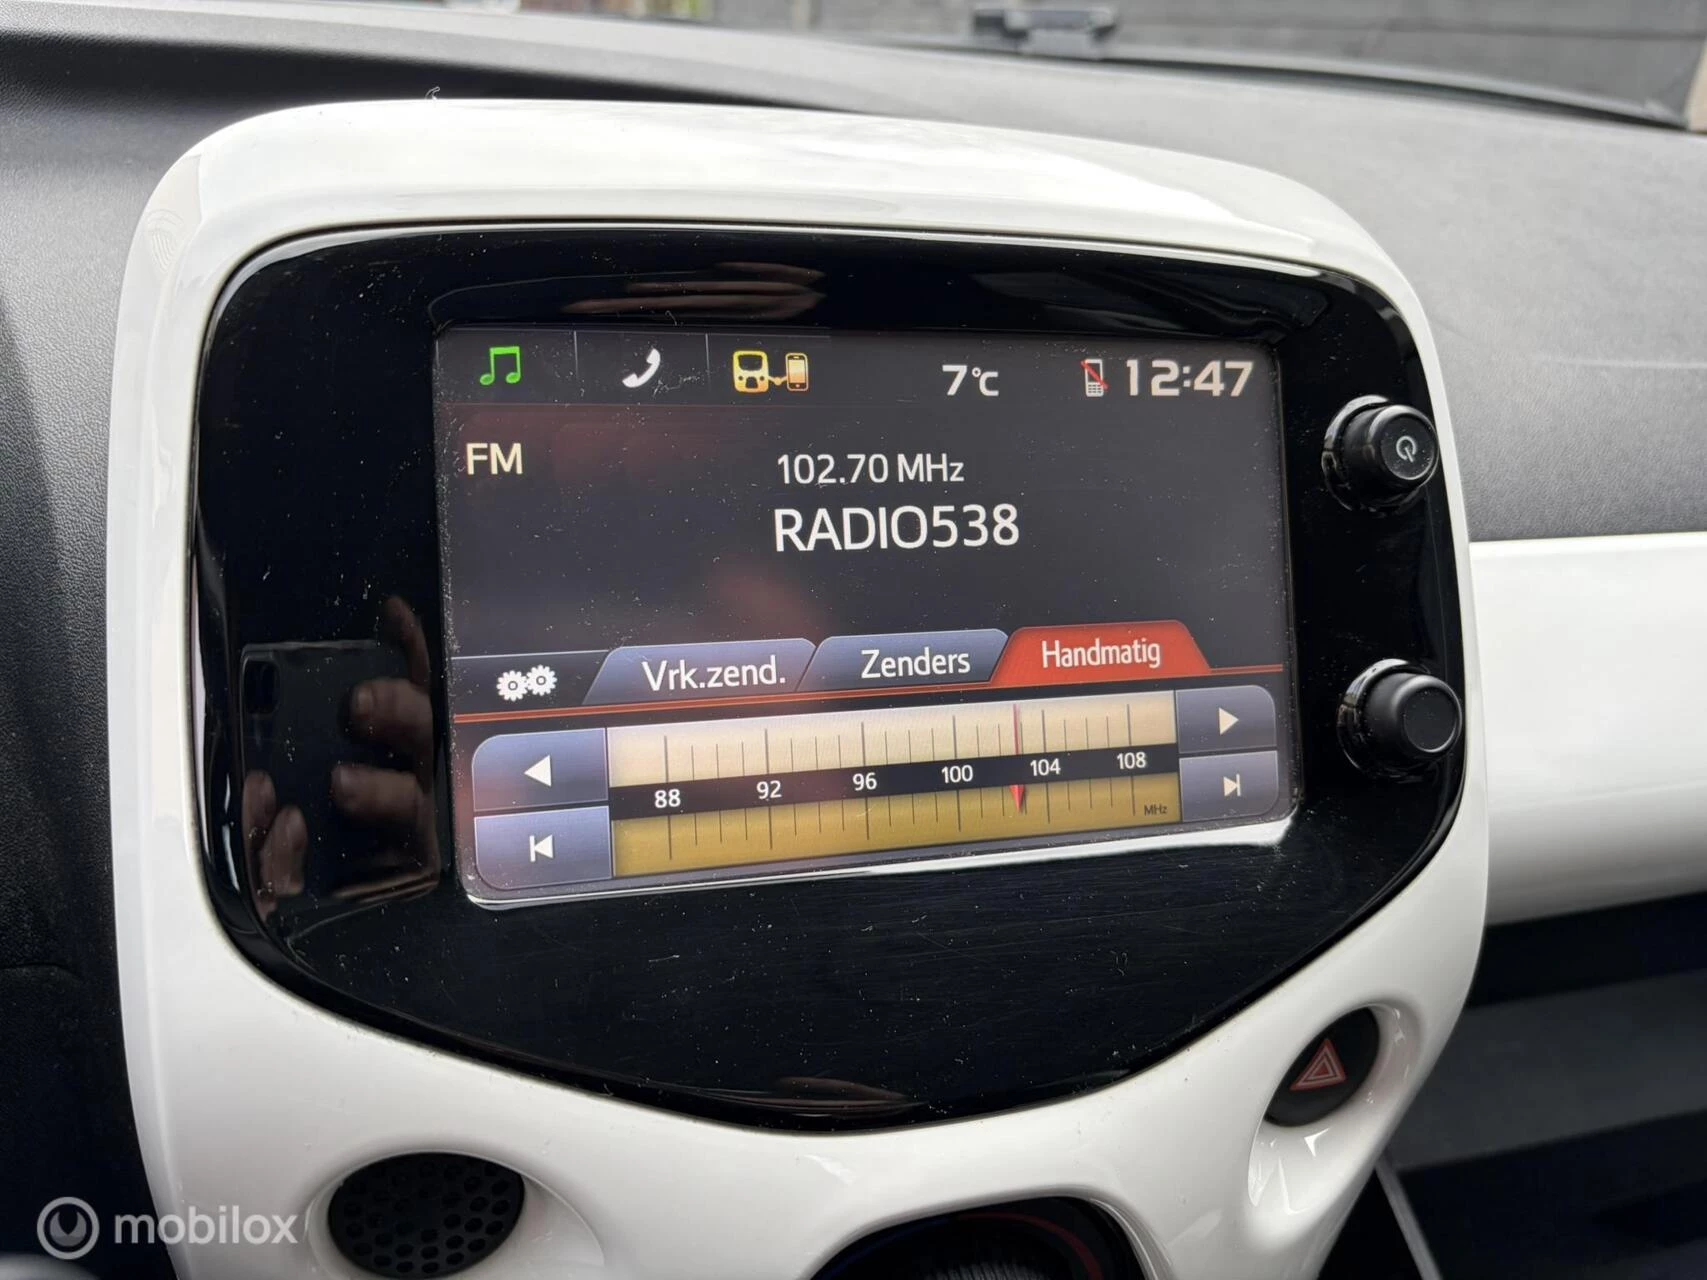 7°C 12:47
FM
102.70 MHz
RADIO538
Vrk.zend. Zenders Handmatig
88 92 96 100 104 108
MHz
mobilox